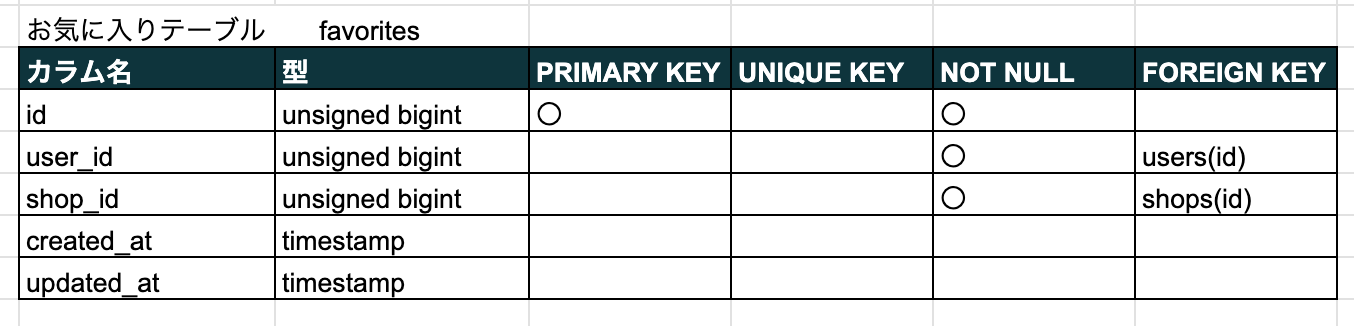 お気に入りテーブル favorites
カラム名 型 PRIMARY KEY UNIQUE KEY NOT NULL FOREIGN KEY
id unsigned bigint ○ ○
user_id unsigned bigint ○ users(id)
shop_id unsigned bigint ○ shops(id)
created_at timestamp
updated_at timestamp